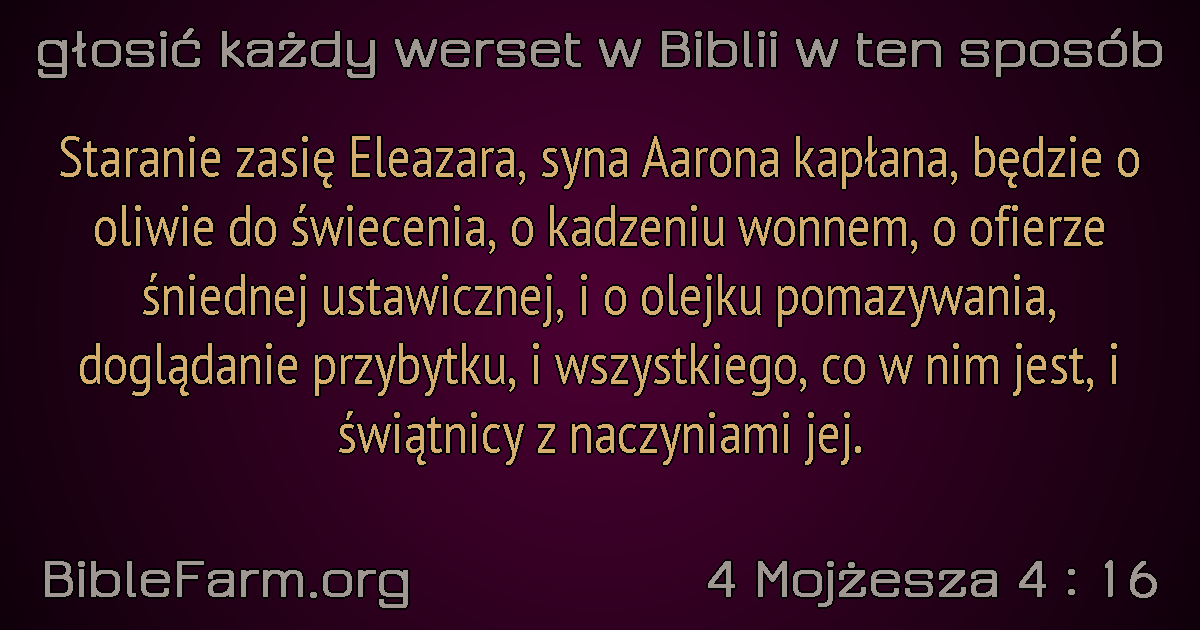 głosić każdy werset w Biblii w ten sposób
Staranie zasię Eleazara, syna Aarona kapłana, będzie o
oliwie do świecenia, o kadzeniu wonnem, o ofierze
śniednej ustawicznej, i o olejku pomazywania,
doglądanie przybytku, i wszystkiego, co w nim jest, i
świątnicy z naczyniami jej.
BibleFarm.org
4 Mojżesza 4 : 16